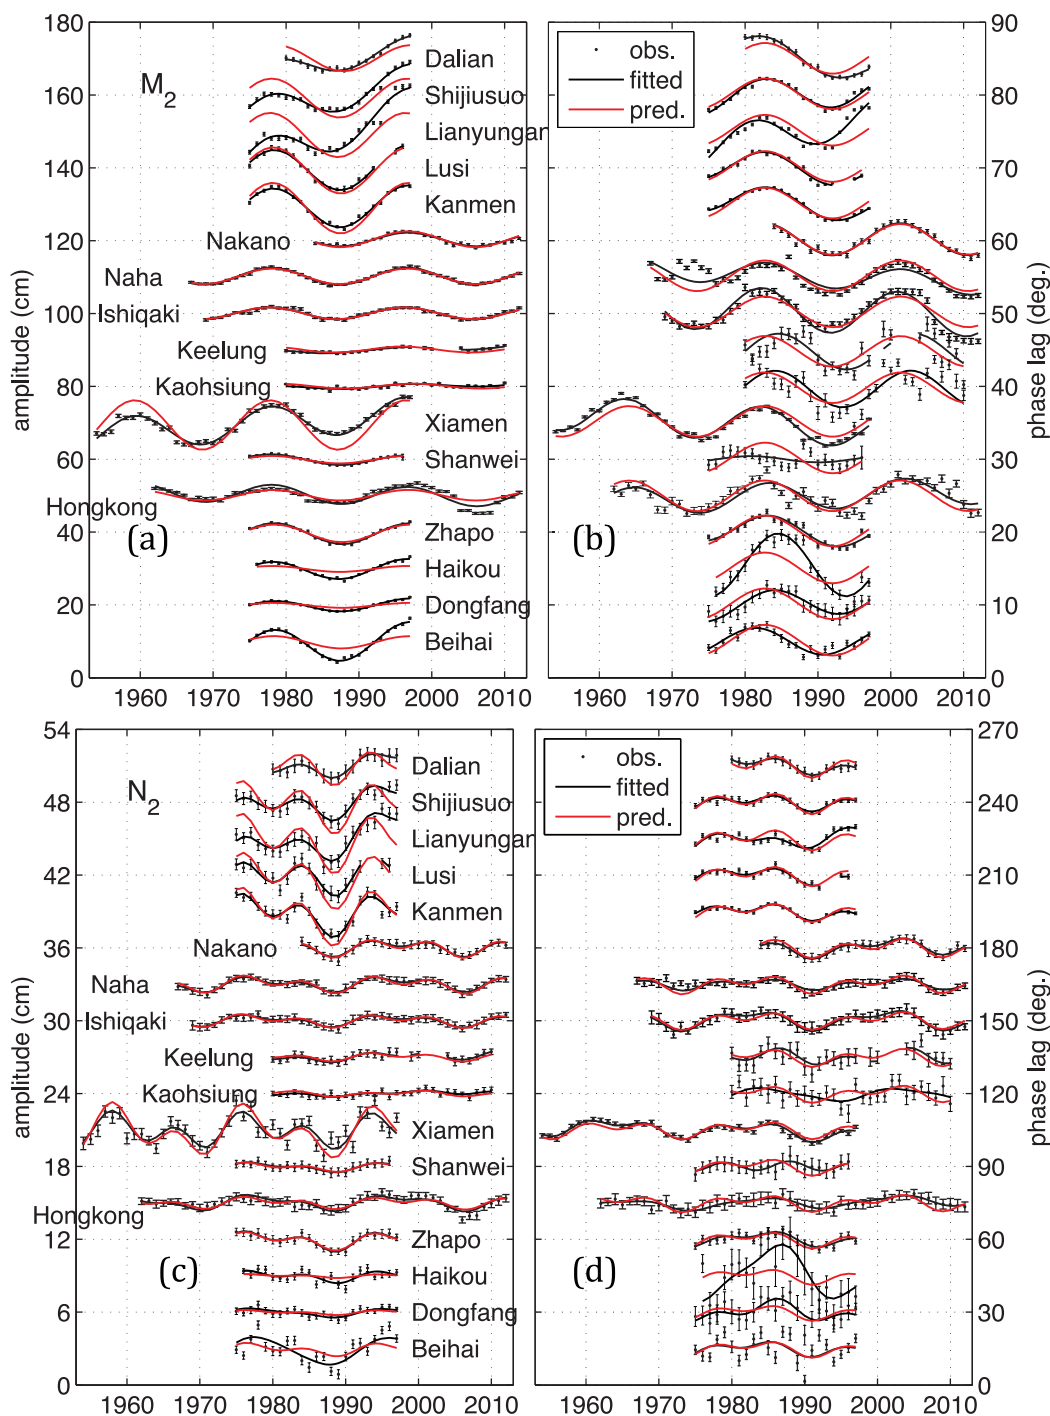 (a)
M2
amplitude (cm)
180
160
140
120
100
80
60
40
20
0
Dalian
Shijiusuo
Lianyungan
Lusi
Kanmen
Nakano
Naha
Ishiqaki
Keelung
Kaohsiung
Xiamen
Shanwei
Hongkong
Zhapo
Haikou
Dongfang
Beihai
1960 1970 1980 1990 2000 2010
(b)
obs.
fitted
pred.
phase lag (deg.)
90
80
70
60
50
40
30
20
10
0
1960 1970 1980 1990 2000 2010
(c)
N2
amplitude (cm)
54
48
42
36
30
24
18
12
6
0
Dalian
Shijiusuo
Lianyungan
Lusi
Kanmen
Nakano
Naha
Ishiqaki
Keelung
Kaohsiung
Xiamen
Shanwei
Hongkong
Zhapo
Haikou
Dongfang
Beihai
1960 1970 1980 1990 2000 2010
(d)
obs.
fitted
pred.
phase lag (deg.)
270
240
210
180
150
120
90
60
30
0
1960 1970 1980 1990 2000 2010